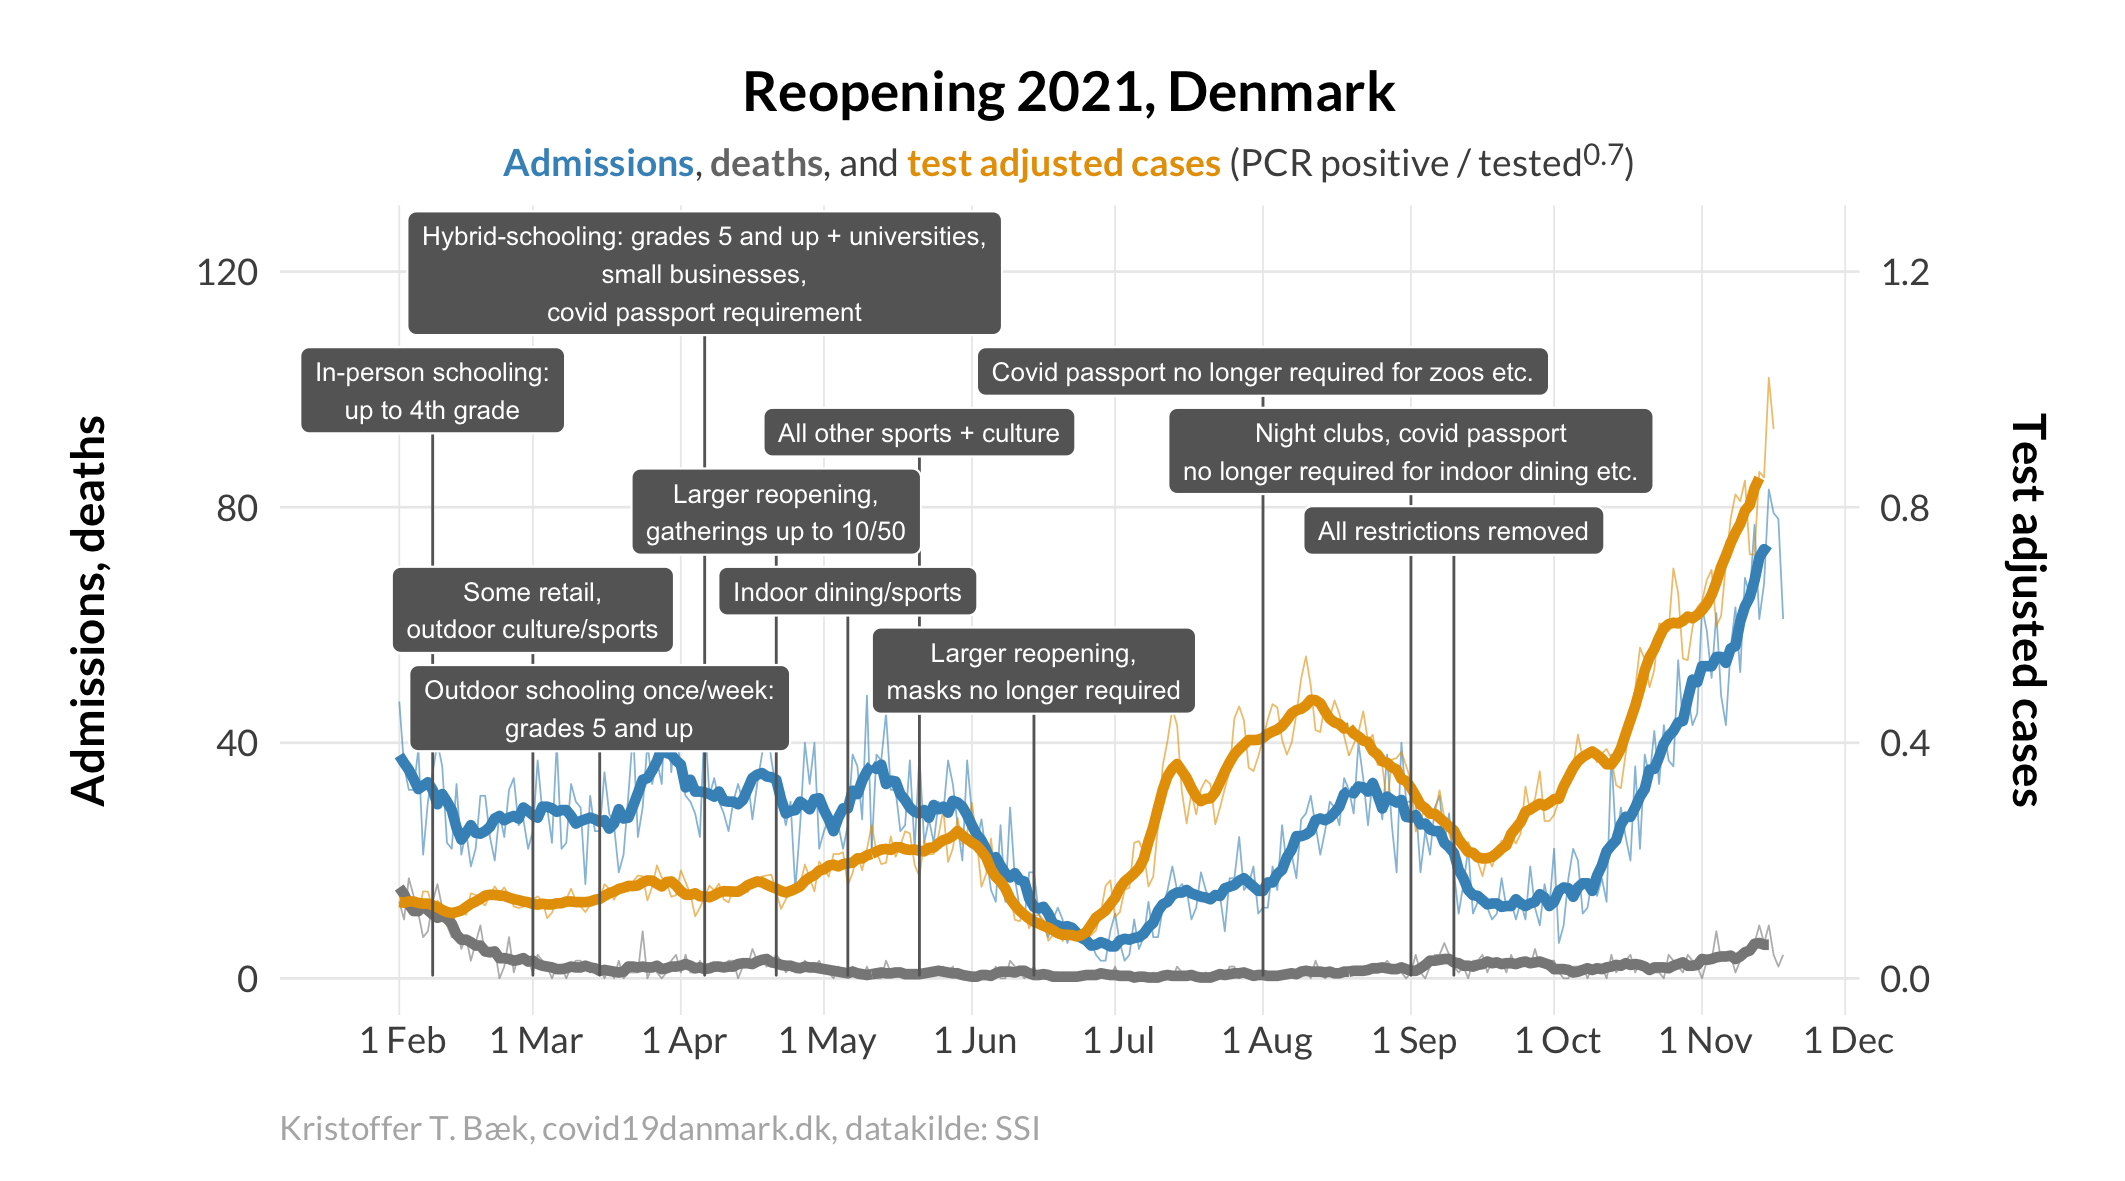 Reopening 2021, Denmark
Admissions, deaths, and test adjusted cases (PCR positive / tested^0.7)
Hybrid-schooling: grades 5 and up + universities,
small businesses,
covid passport requirement
In-person schooling:
up to 4th grade
Covid passport no longer required for zoos etc.
All other sports + culture
Night clubs, covid passport
no longer required for indoor dining etc.
Larger reopening,
gatherings up to 10/50
All restrictions removed
Some retail,
outdoor culture/sports
Indoor dining/sports
Larger reopening,
masks no longer required
Outdoor schooling once/week:
grades 5 and up
Admissions, deaths
120
80
40
0
1.2
0.8
0.4
0.0
Test adjusted cases
1 Feb
1 Mar
1 Apr
1 May
1 Jun
1 Jul
1 Aug
1 Sep
1 Oct
1 Nov
1 Dec
Kristoffer T. Bæk, covid19danmark.dk, datakilde: SSI